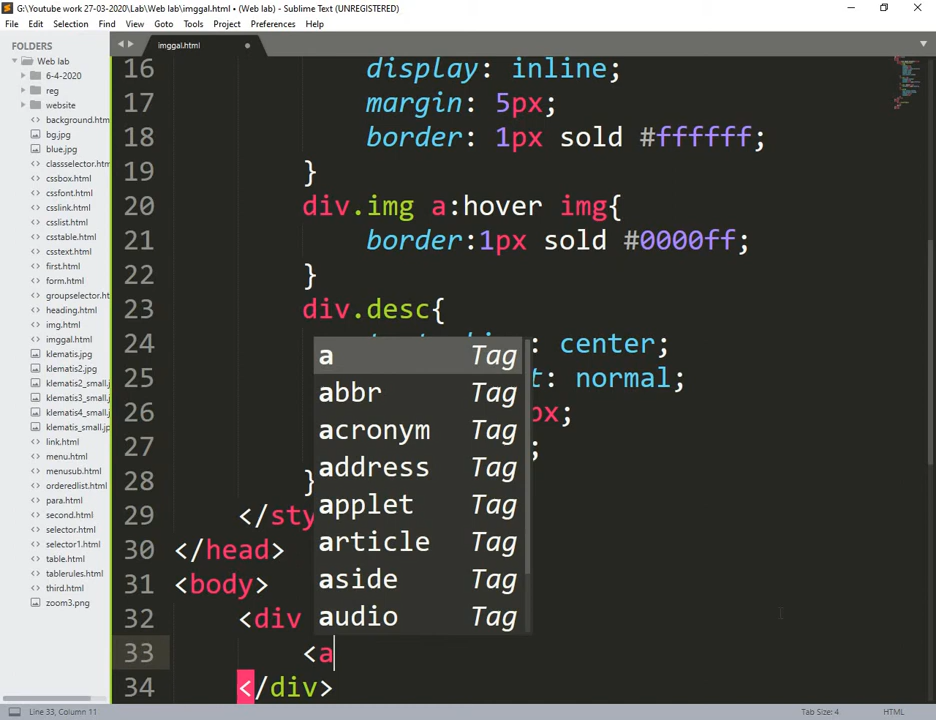 G:\Youtube work 27-03-2020\Lab\Web lab\imggal.html • (Web lab) - Sublime Text (UNREGISTERED)
File Edit Selection Find View Goto Tools Project Preferences Help
FOLDERS
Web lab
6-4-2020
reg
website
background.htm
bg.jpg
blue.jpg
classselector.htm
cssbox.html
cssfont.html
csslink.html
csslist.html
csstable.html
csstext.html
first.html
form.html
groupselector.h
heading.html
img.html
imggal.html
klematis.jpg
klematis2.jpg
klematis2_small.j
klematis3_small.j
klematis4_small.j
klematis_small.jp
link.html
menu.html
menusub.html
orderedlist.html
para.html
second.html
selector.html
selector1.html
table.html
tablerules.html
third.html
zoom3.png
imggal.html
16 display: inline;
17 margin: 5px;
18 border: 1px sold #ffffff;
19 }
20 div.img a:hover img{
21 border:1px sold #0000ff;
22 }
23 div.desc{
24 : center;
25 t: normal;
26 px;
27 ;
28 }
29 </sty
30 </head>
31 <body>
32 <div
33 <a
34 </div>
a Tag
abbr Tag
acronym Tag
address Tag
applet Tag
article Tag
aside Tag
audio Tag
Line 33, Column 11
Tab Size: 4
HTML